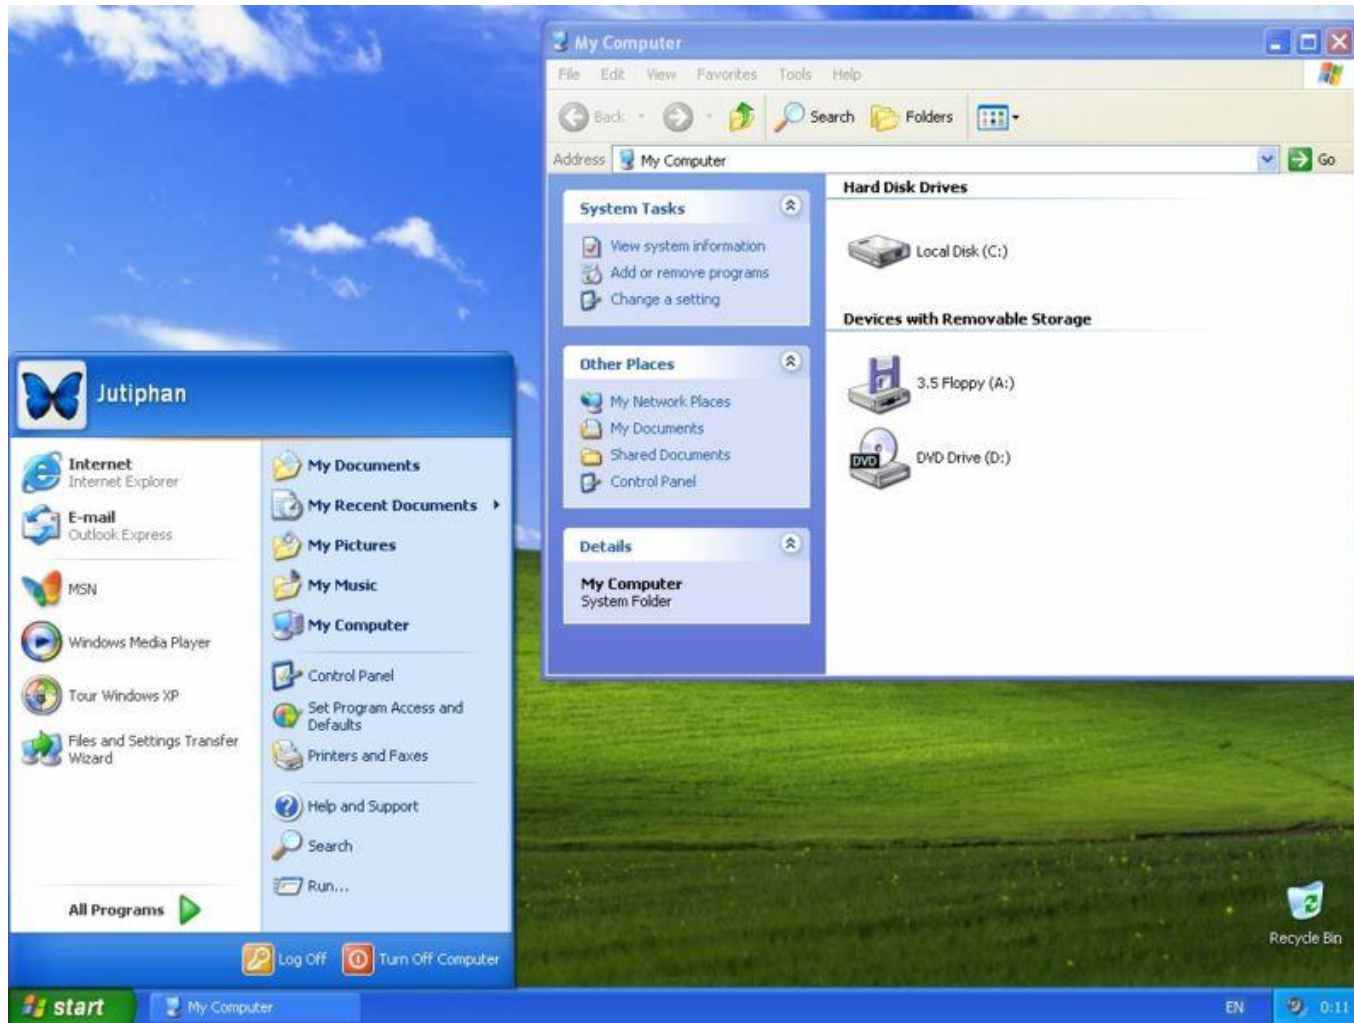 My Computer
File Edit View Favorites Tools Help
Back Search Folders
Address My Computer Go
System Tasks
View system information
Add or remove programs
Change a setting
Other Places
My Network Places
My Documents
Shared Documents
Control Panel
Details
My Computer
System Folder
Hard Disk Drives
Local Disk (C:)
Devices with Removable Storage
3.5 Floppy (A:)
DVD
DVD Drive (D:)
Jutiphan
Internet
Internet Explorer
E-mail
Outlook Express
MSN
Windows Media Player
Tour Windows XP
Files and Settings Transfer
Wizard
All Programs
My Documents
My Recent Documents
My Pictures
My Music
My Computer
Control Panel
Set Program Access and
Defaults
Printers and Faxes
Help and Support
Search
Run...
Log Off Turn Off Computer
Recycle Bin
start My Computer EN 0:11